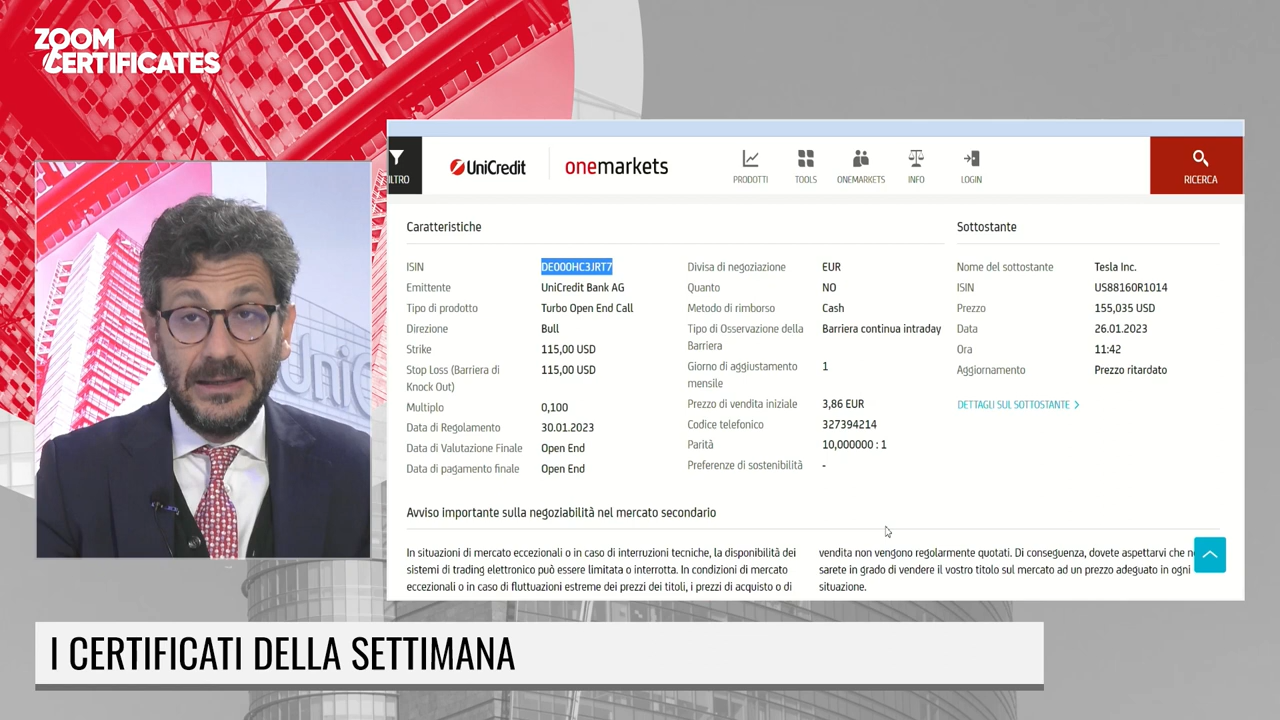 ZOOM
CERTIFICATES
LTRO
UniCredit
onemarkets
PRODOTTI
TOOLS
ONEMARKETS
INFO
LOGIN
RICERCA
Caratteristiche
ISIN DE000HC3JRT7
Emittente UniCredit Bank AG
Tipo di prodotto Turbo Open End Call
Direzione Bull
Strike 115,00 USD
Stop Loss (Barriera di 115,00 USD
Knock Out)
Multiplo 0,100
Data di Regolamento 30.01.2023
Data di Valutazione Finale Open End
Data di pagamento finale Open End
Divisa di negoziazione EUR
Quanto NO
Metodo di rimborso Cash
Tipo di Osservazione della Barriera continua intraday
Barriera
Giorno di aggiustamento 1
mensile
Prezzo di vendita iniziale 3,86 EUR
Codice telefonico 327394214
Parità 10,000000 : 1
Preferenze di sostenibilità -
Sottostante
Nome del sottostante Tesla Inc.
ISIN US88160R1014
Prezzo 155,035 USD
Data 26.01.2023
Ora 11:42
Aggiornamento Prezzo ritardato
DETTAGLI SUL SOTTOSTANTE
Avviso importante sulla negoziabilità nel mercato secondario
In situazioni di mercato eccezionali o in caso di interruzioni tecniche, la disponibilità dei
sistemi di trading elettronico può essere limitata o interrotta. In condizioni di mercato
eccezionali o in caso di fluttuazioni estreme dei prezzi dei titoli, i prezzi di acquisto o di
vendita non vengono regolarmente quotati. Di conseguenza, dovete aspettarvi che n
sarete in grado di vendere il vostro titolo sul mercato ad un prezzo adeguato in ogni
situazione.
UniC
I CERTIFICATI DELLA SETTIMANA